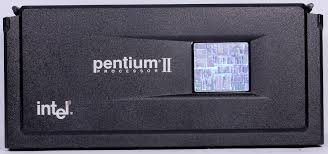 pentium II
PROCESSOR
intel